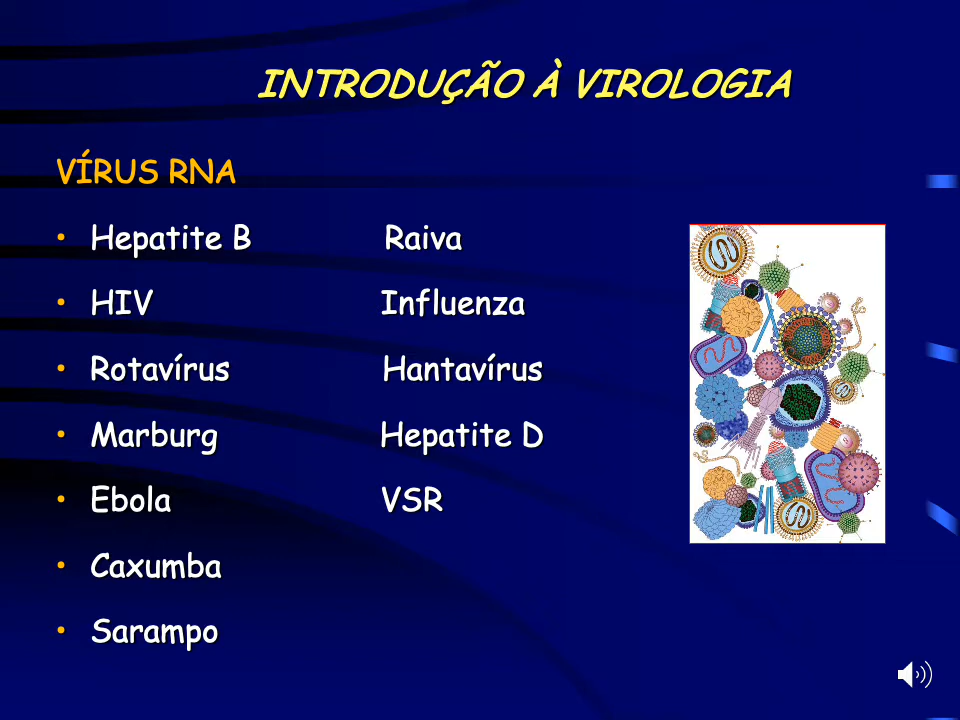 INTRODUÇÃO À VIROLOGIA
VÍRUS RNA
• Hepatite B Raiva
• HIV Influenza
• Rotavírus Hantavírus
• Marburg Hepatite D
• Ebola VSR
• Caxumba
• Sarampo